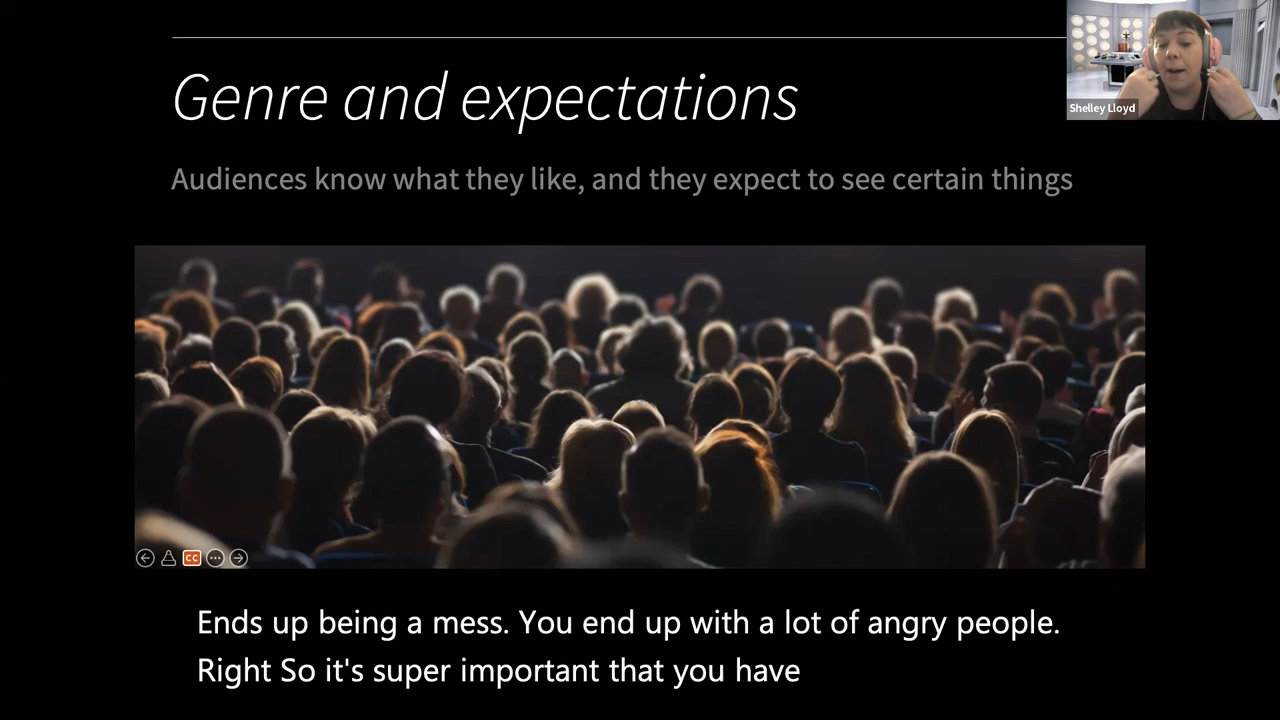 Genre and expectations
Shelley Lloyd
Audiences know what they like, and they expect to see certain things
CC
Ends up being a mess. You end up with a lot of angry people.
Right So it's super important that you have